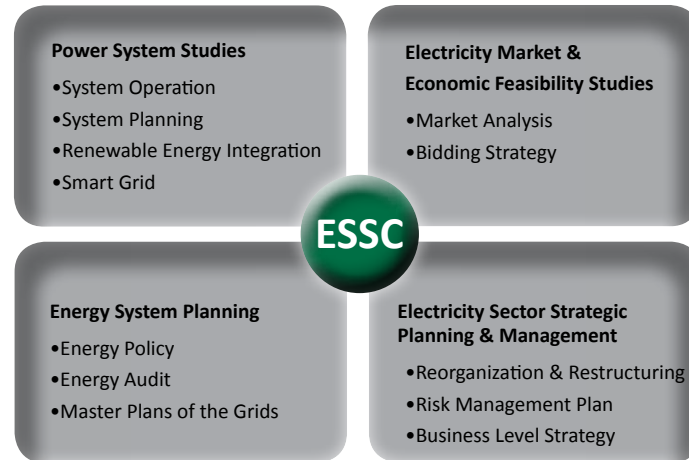 Power System Studies
•System Operation
•System Planning
•Renewable Energy Integration
•Smart Grid
Electricity Market &
Economic Feasibility Studies
•Market Analysis
•Bidding Strategy
ESSC
Energy System Planning
•Energy Policy
•Energy Audit
•Master Plans of the Grids
Electricity Sector Strategic
Planning & Management
•Reorganization & Restructuring
•Risk Management Plan
•Business Level Strategy